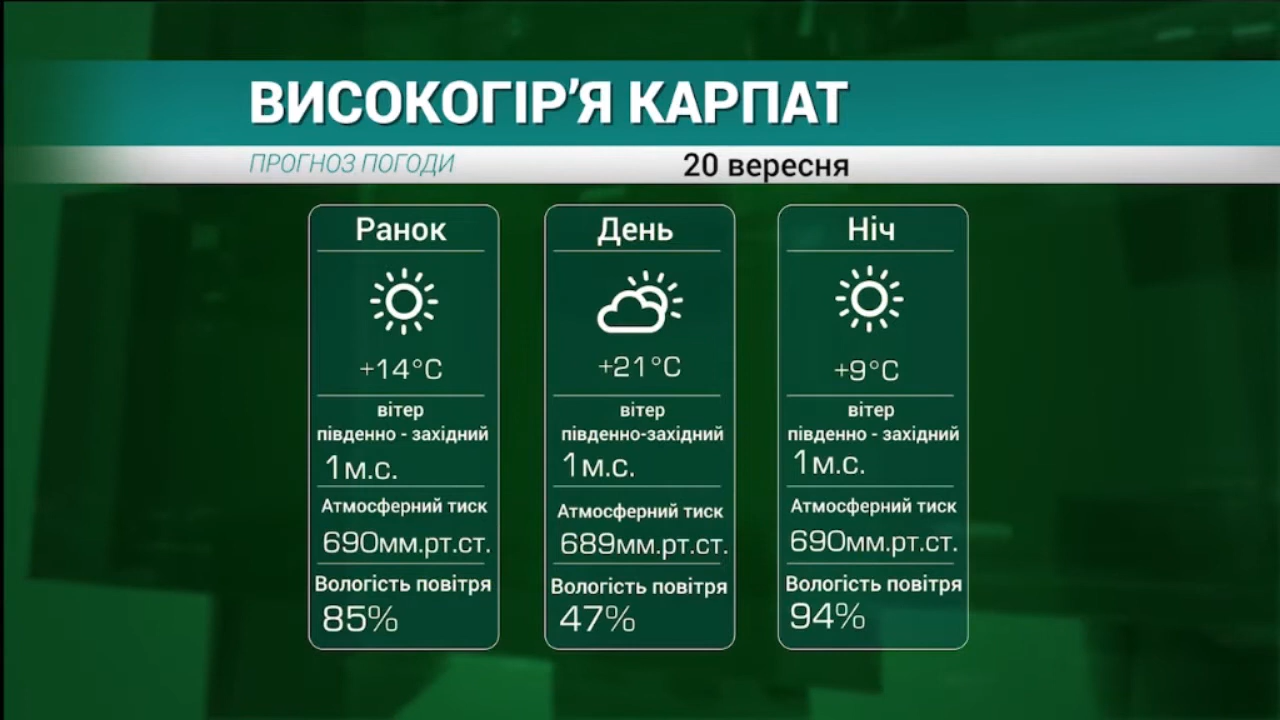 ВИСОКОГІР’Я КАРПАТ
ПРОГНОЗ ПОГОДИ
20 вересня
Ранок
+14°C
вітер
південно - західний
1м.с.
Атмосферний тиск
690мм.рт.ст.
Вологість повітря
85%
День
+21°C
вітер
південно-західний
1м.с.
Атмосферний тиск
689мм.рт.ст.
Вологість повітря
47%
Ніч
+9°C
вітер
південно - західний
1м.с.
Атмосферний тиск
690мм.рт.ст.
Вологість повітря
94%